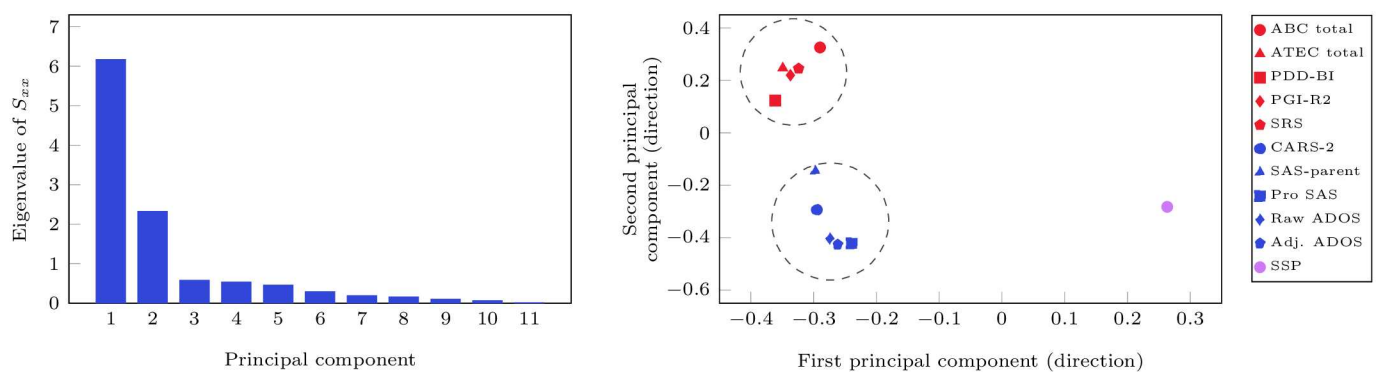 7
6
5
4
3
2
1
0
Eigenvalue of Sₓₓ
1 2 3 4 5 6 7 8 9 10 11
Principal component
0.4
0.2
0
−0.2
−0.4
−0.6
Second principal
component (direction)
−0.4 −0.3 −0.2 −0.1 0 0.1 0.2 0.3
First principal component (direction)
ABC total
ATEC total
PDD-BI
PGI-R2
SRS
CARS-2
SAS-parent
Pro SAS
Raw ADOS
Adj. ADOS
SSP